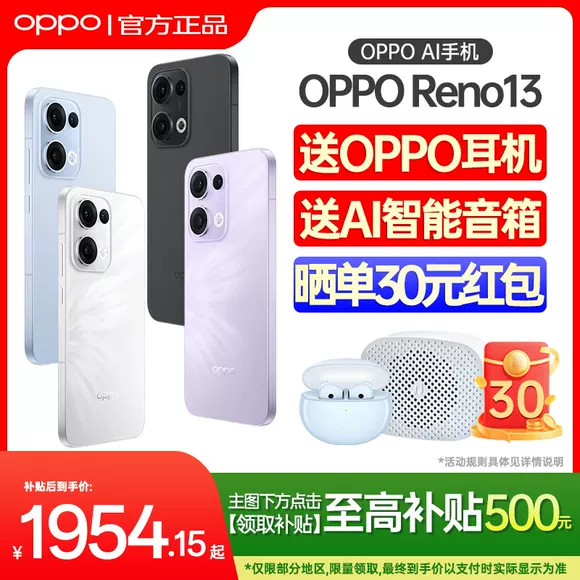 oppo 官方正品
OPPO AI手机
OPPO Reno13
送OPPO耳机
送AI智能音箱
晒单30元红包
oppo
oppo
30
*活动规则具体见详情说明
补贴后到手价:
¥1954.15起
主图下方点击
【领取补贴】
至高补贴500元
*仅限部分地区,限量领取,最终到手价以支付时实际显示为准